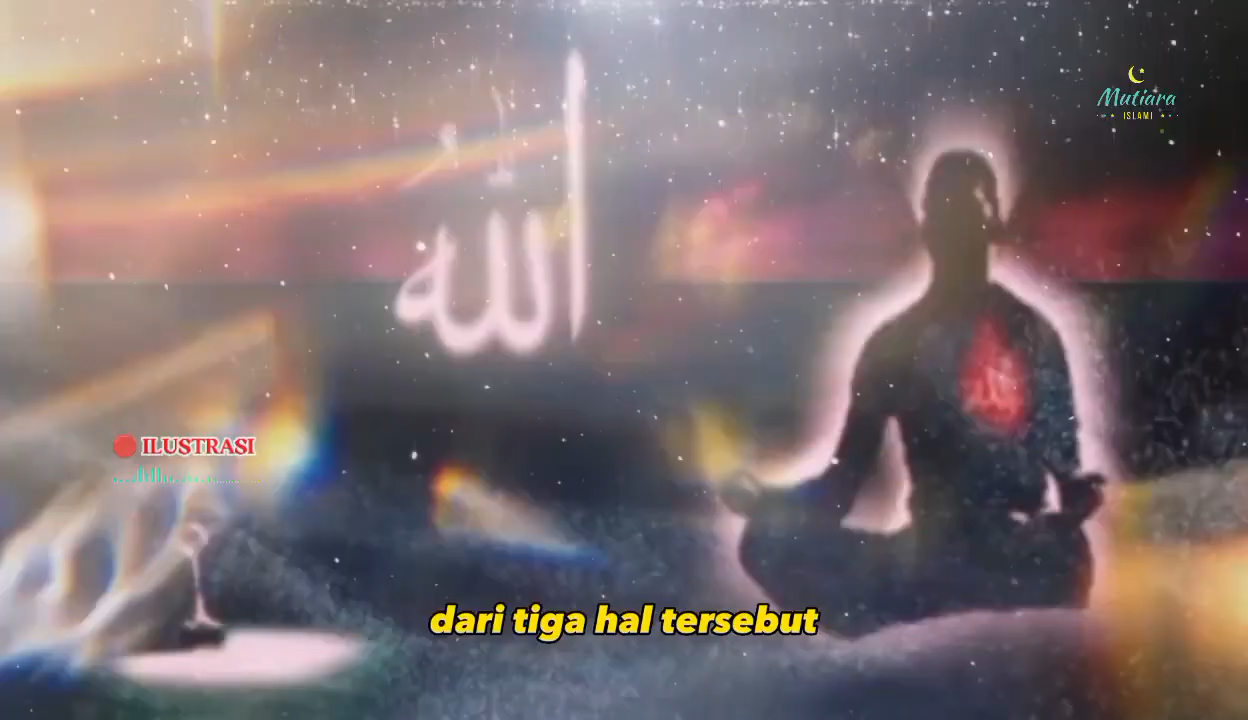 Mutiara
ISLAMI
الله
ILUSTRASI
dari tiga hal tersebut